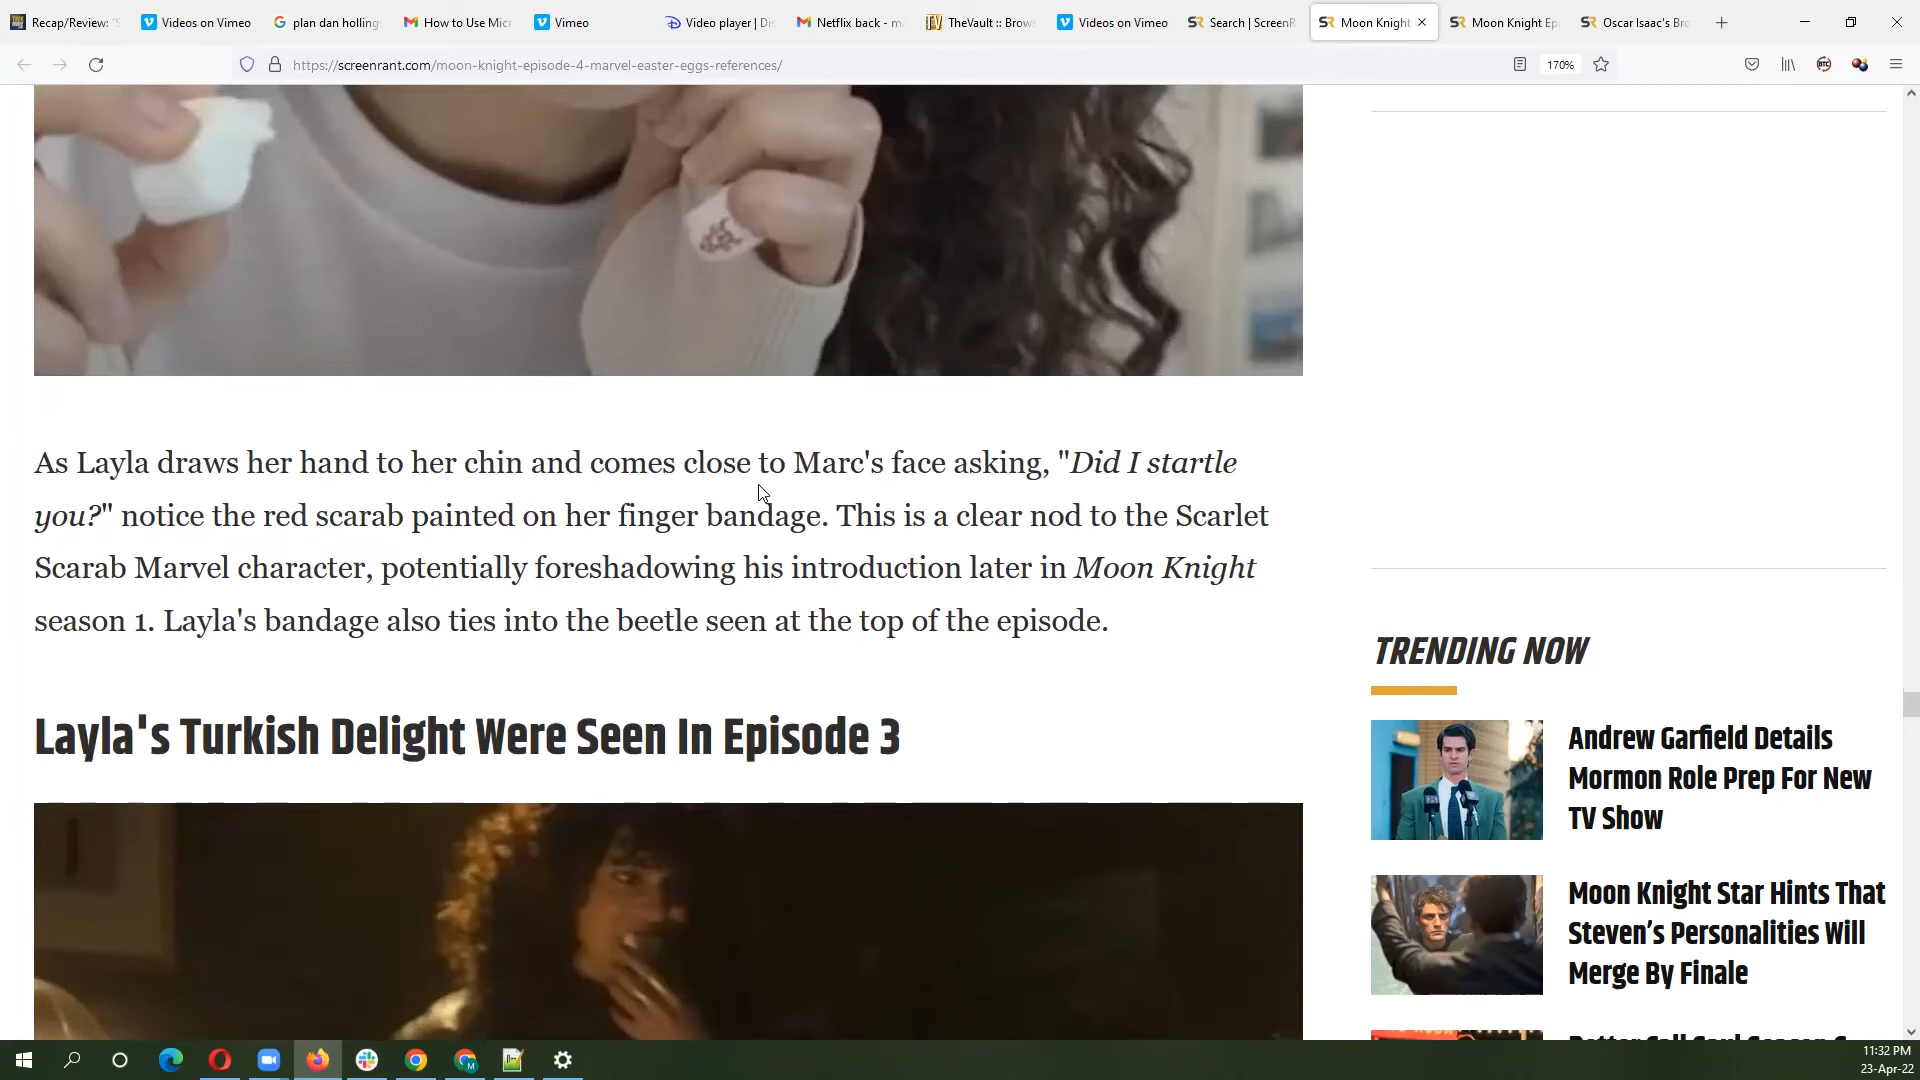 Recap/Review: 'S
Videos on Vimeo
plan dan holling
How to Use Micr
Vimeo
Video player | Dis
Netflix back - m
TheVault :: Brows
Videos on Vimeo
Search | ScreenR
Moon Knight
Moon Knight Ep
Oscar Isaac's Bro
https://screenrant.com/moon-knight-episode-4-marvel-easter-eggs-references/
170%
As Layla draws her hand to her chin and comes close to Marc's face asking, "Did I startle
you?" notice the red scarab painted on her finger bandage. This is a clear nod to the Scarlet
Scarab Marvel character, potentially foreshadowing his introduction later in Moon Knight
season 1. Layla's bandage also ties into the beetle seen at the top of the episode.
Layla's Turkish Delight Were Seen In Episode 3
TRENDING NOW
Andrew Garfield Details
Mormon Role Prep For New
TV Show
Moon Knight Star Hints That
Steven's Personalities Will
Merge By Finale
11:32 PM
23-Apr-22